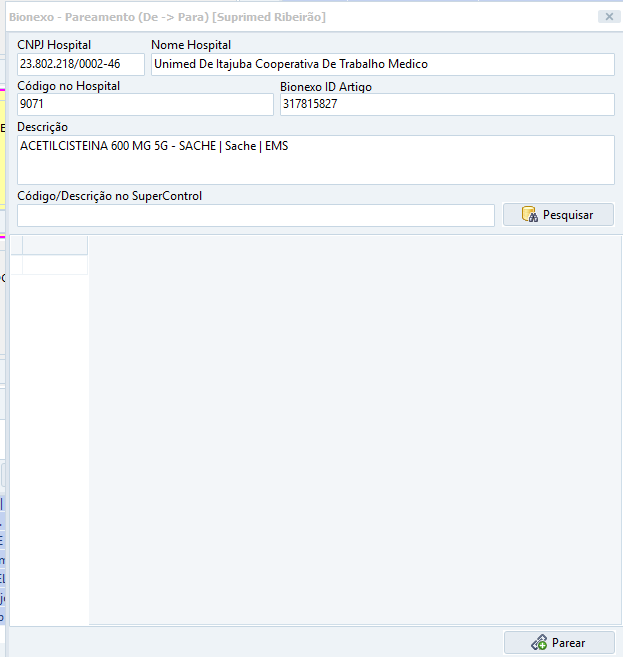 Bionexo - Pareamento (De -> Para) [Suprimed Ribeirão]
CNPJ Hospital
Nome Hospital
23.802.218/0002-46
Unimed De Itajuba Cooperativa De Trabalho Medico
Código no Hospital
Bionexo ID Artigo
9071
317815827
Descrição
ACETILCISTEINA 600 MG 5G - SACHE | Sache | EMS
Código/Descrição no SuperControl
Pesquisar
Parear